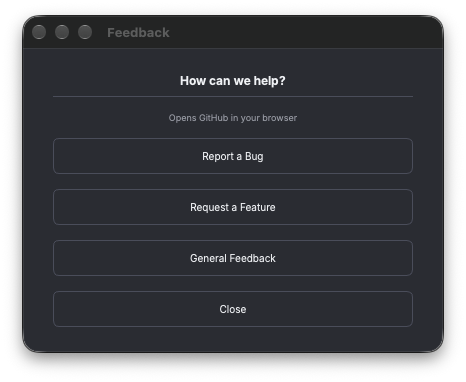 Feedback
How can we help?
Opens GitHub in your browser
Report a Bug
Request a Feature
General Feedback
Close